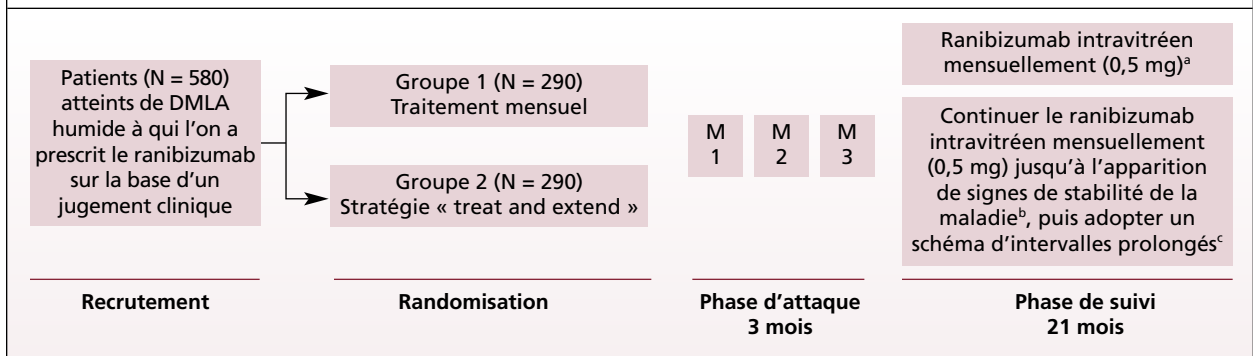 Patients (N = 580)
atteints de DMLA
humide à qui l'on a
prescrit le ranibizumab
sur la base d'un
jugement clinique
Groupe 1 (N = 290)
Traitement mensuel
Groupe 2 (N = 290)
Stratégie « treat and extend »
M
1
M
2
M
3
Ranibizumab intravitréen
mensuellement (0,5 mg)ᵃ
Continuer le ranibizumab
intravitréen mensuellement
(0,5 mg) jusqu'à l'apparition
de signes de stabilité de la
maladieᵇ, puis adopter un
schéma d'intervalles prolongésᶜ
Recrutement
Randomisation
Phase d'attaque
3 mois
Phase de suivi
21 mois